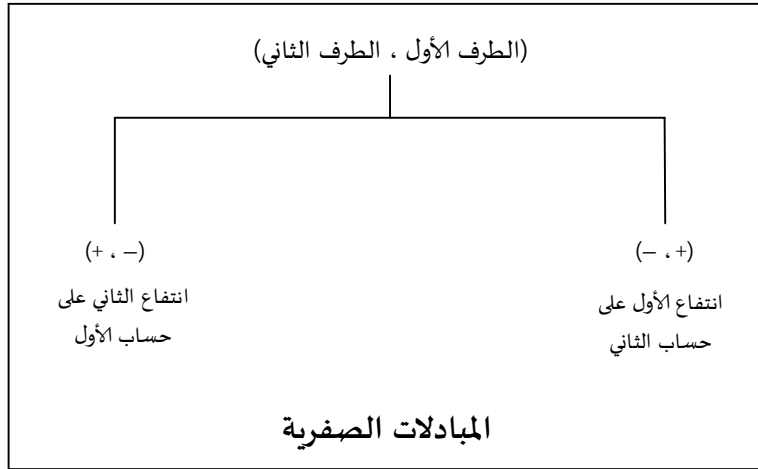 (الطرف الأول ، الطرف الثاني)
(+، –)
انتفاع الأول على
حساب الثاني
(– ، +)
انتفاع الثاني على
حساب الأول
المبادلات الصفرية